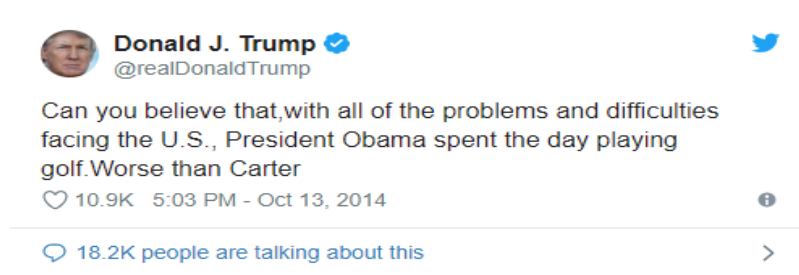 Donald J. Trump
@realDonaldTrump
Can you believe that,with all of the problems and difficulties
facing the U.S., President Obama spent the day playing
golf.Worse than Carter
10.9K 5:03 PM - Oct 13, 2014
18.2K people are talking about this